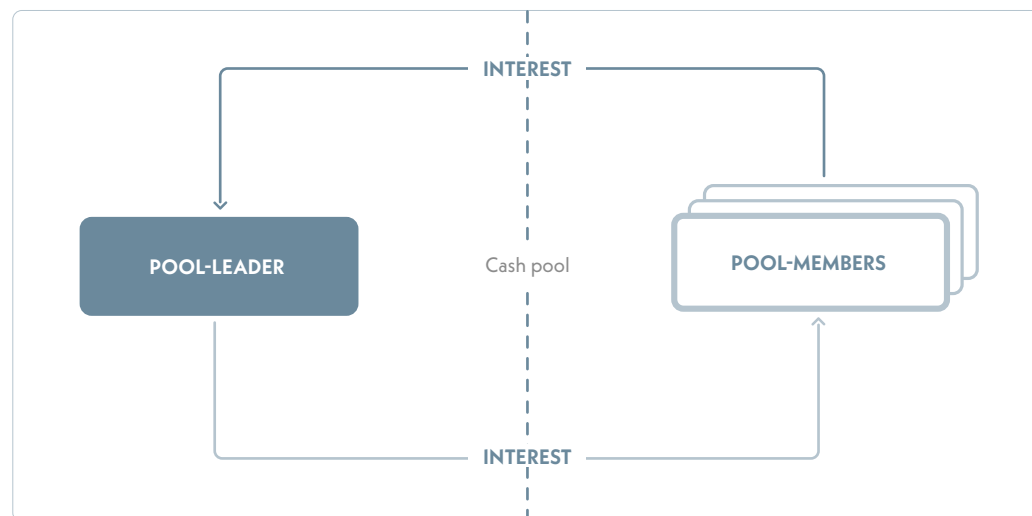 INTEREST
POOL-LEADER
Cash pool
POOL-MEMBERS
INTEREST